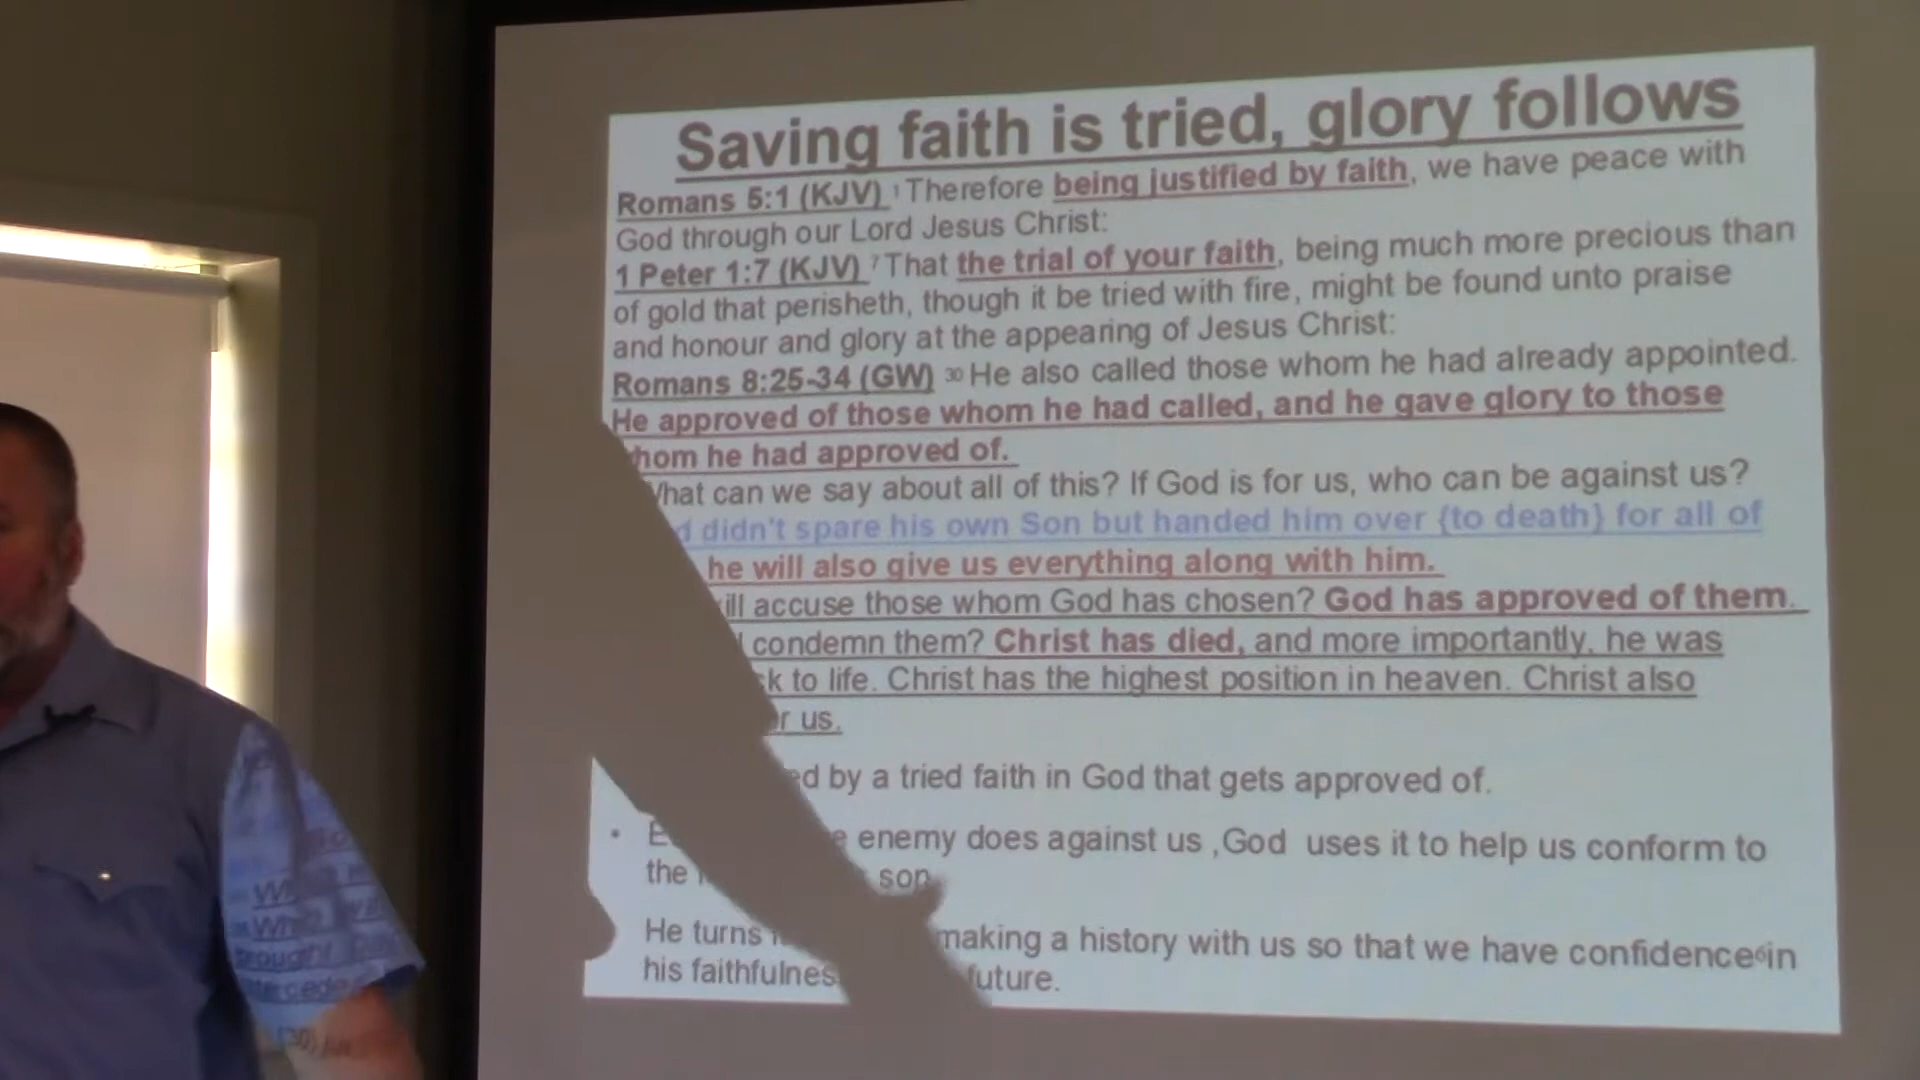 Saving faith is tried, glory follows
Romans 5:1 (KJV) 1 Therefore being justified by faith, we have peace with
God through our Lord Jesus Christ:
1 Peter 1:7 (KJV) 7 That the trial of your faith, being much more precious than
of gold that perisheth, though it be tried with fire, might be found unto praise
and honour and glory at the appearing of Jesus Christ:
Romans 8:25-34 (GW) 30 He also called those whom he had already appointed.
He approved of those whom he had called, and he gave glory to those
hom he had approved of.
hat can we say about all of this? If God is for us, who can be against us?
d didn't spare his own Son but handed him over {to death} for all of
he will also give us everything along with him.
ill accuse those whom God has chosen? God has approved of them.
condemn them? Christ has died, and more importantly, he was
k to life. Christ has the highest position in heaven. Christ also
r us.
ed by a tried faith in God that gets approved of.
• E e enemy does against us ,God uses it to help us conform to
the son
He turns making a history with us so that we have confidence in
his faithfulnes uture.
6